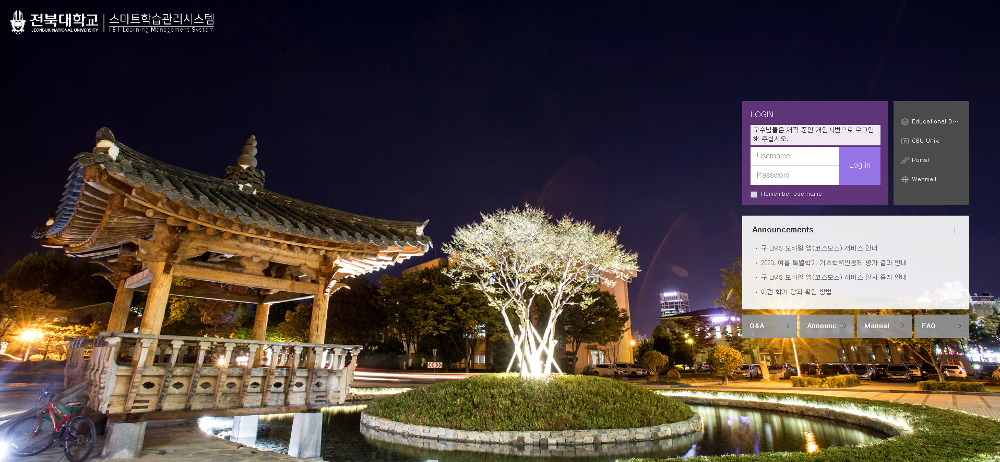 전북대학교
JEONBUK NATIONAL UNIVERSITY
스마트학습관리시스템
IEI Learning Management System
LOGIN
교수님들은 재직 중인 개인사번으로 로그인
해 주십시오.
Username
Password
Log in
Remember username
Educational D…
CBU Univ.
Portal
Webmail
Announcements
구 LMS 모바일 앱(코스모스) 서비스 안내
2020. 여름 특별학기 기초학력인증제 평가 결과 안내
구 LMS 모바일 앱(코스모스) 서비스 일시 중지 안내
이전 학기 강좌 확인 방법
Q&A
Announc…
Manual
FAQ